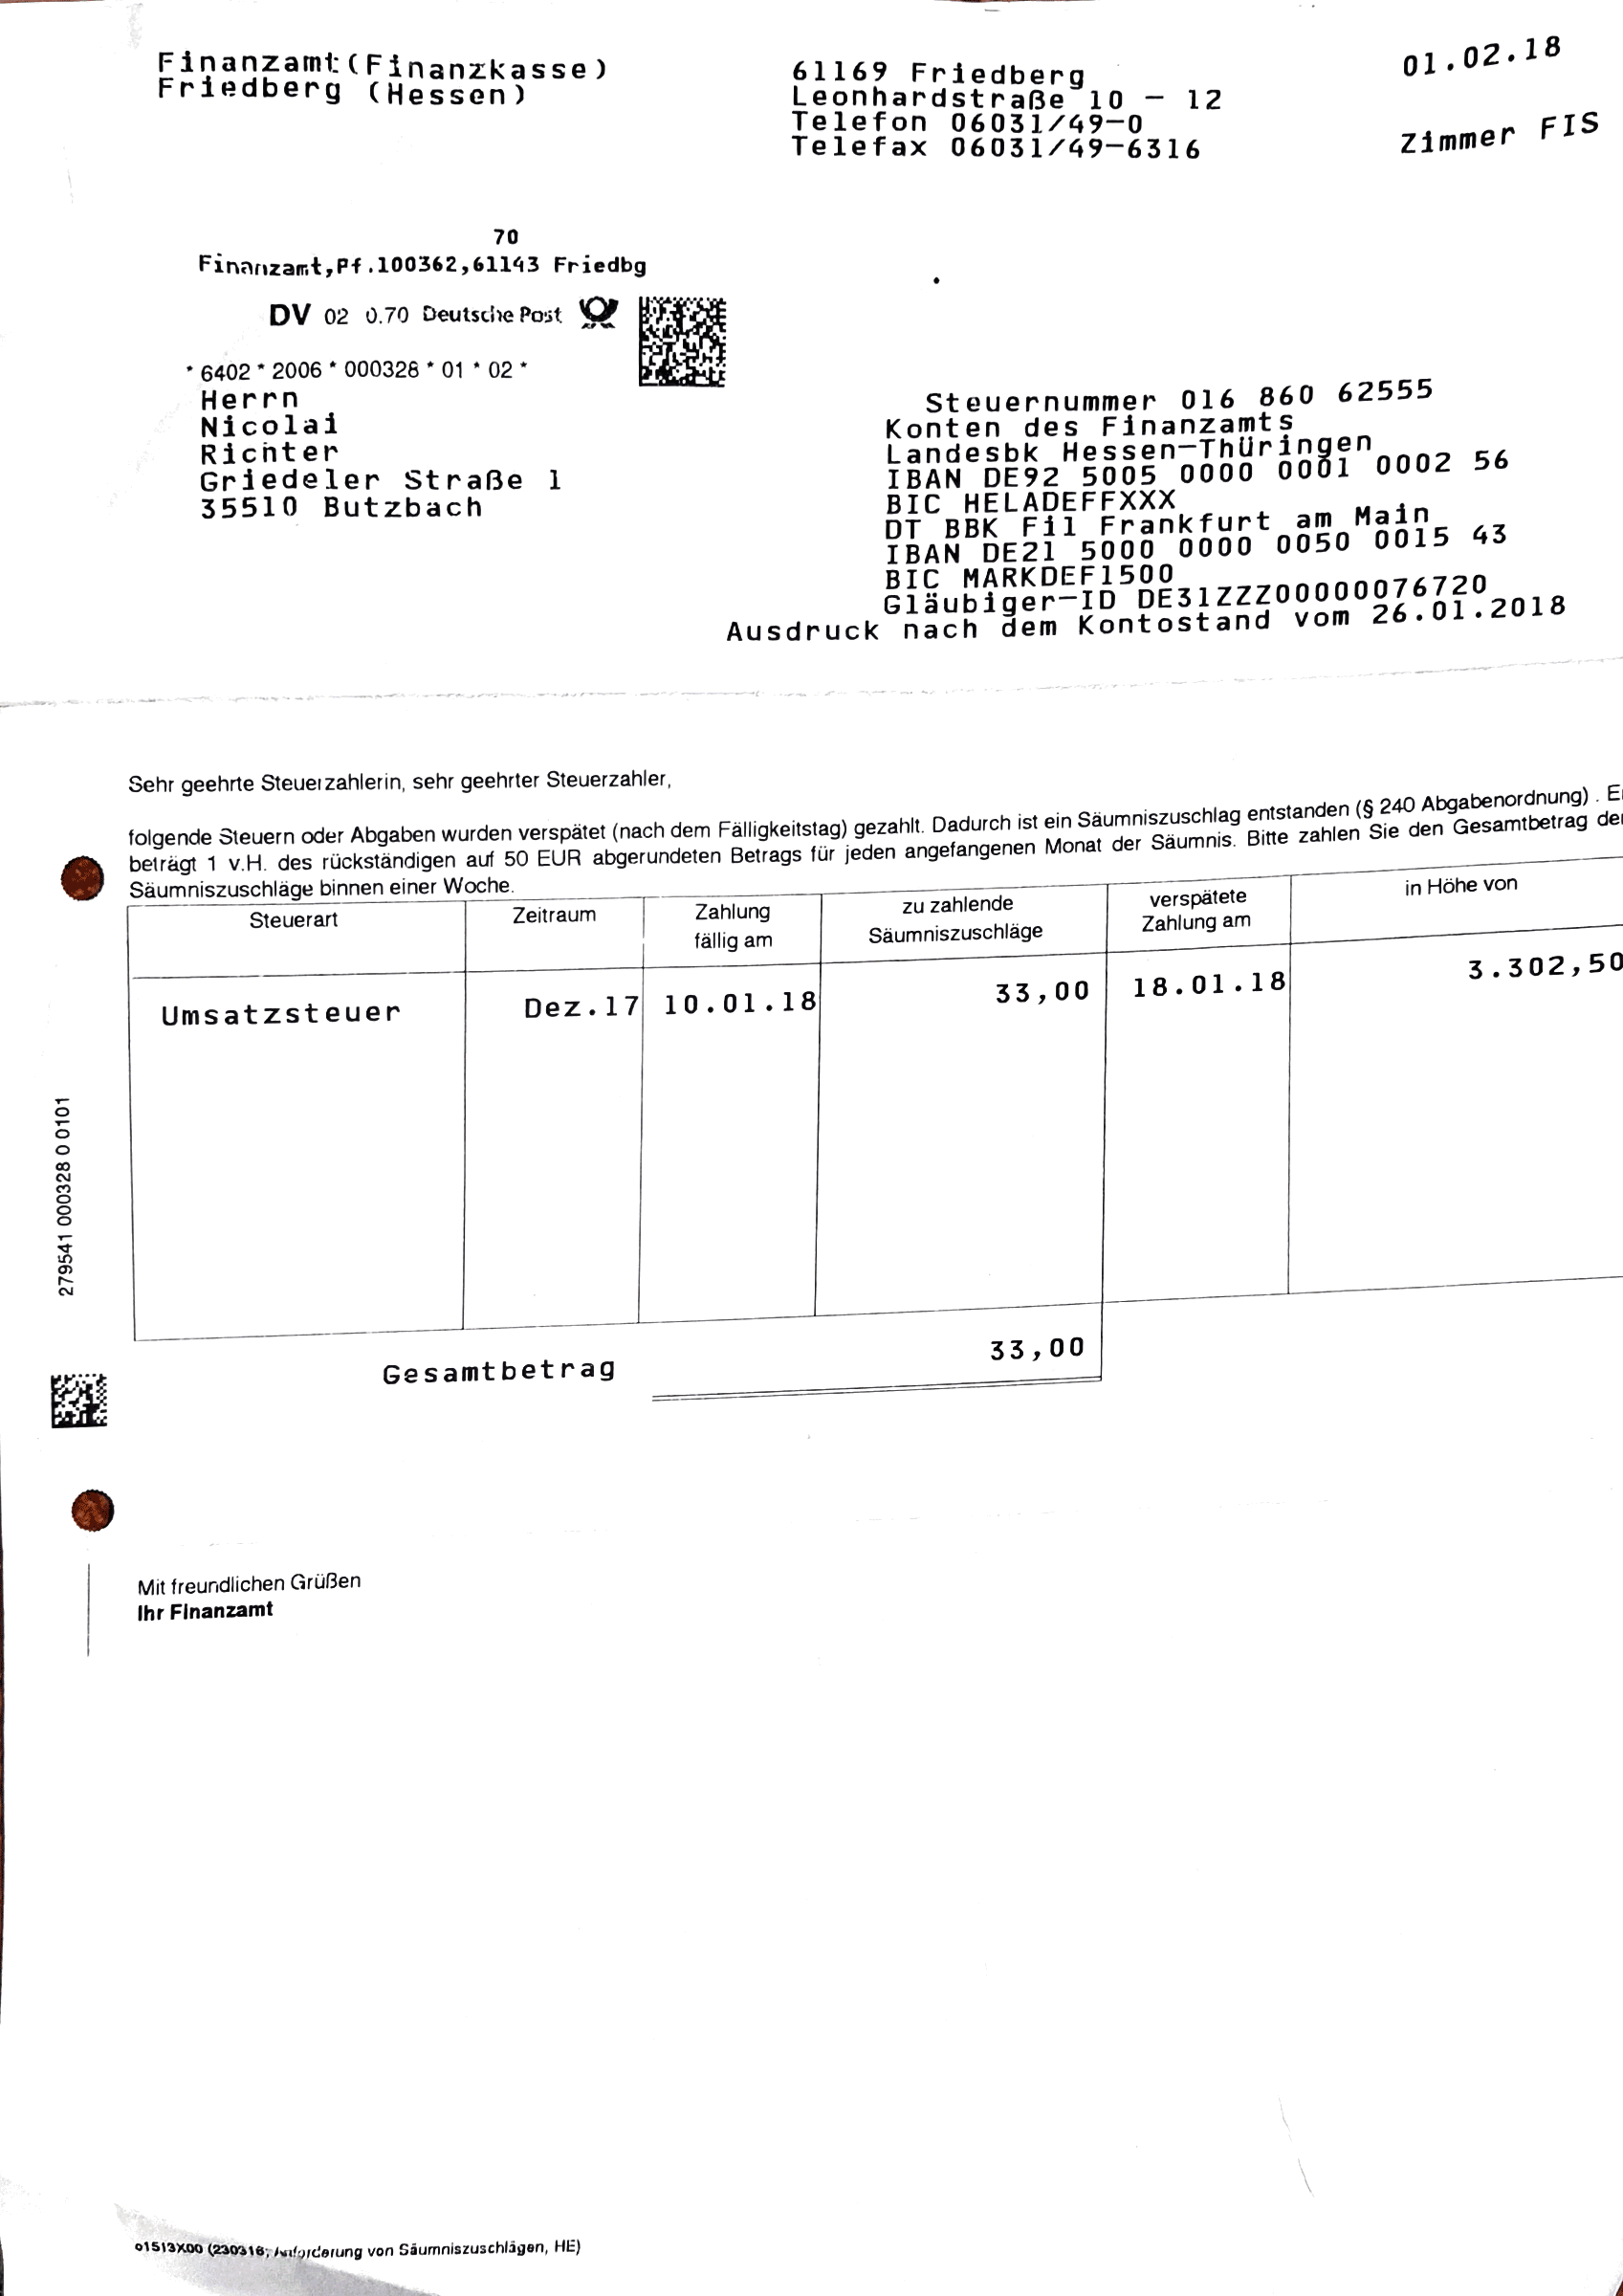 Finanzamt(Finanzkasse)
Friedberg (Hessen)
61169 Friedberg
Leonhardstraße 10 – 12
Telefon 06031/49–0
Telefax 06031/49–6316
01.02.18
Zimmer FIS
70
Finanzamt,Pf.100362,61143 Friedbg
DV 02 0.70 Deutsche Post
* 6402 * 2006 * 000328 * 01 * 02 *
Herrn
Nicolai
Richter
Griedeler Straße 1
35510 Butzbach
Steuernummer 016 860 62555
Konten des Finanzamts
Landesbk Hessen–Thüringen
IBAN DE92 5005 0000 0001 0002 56
BIC HELADEFFXXX
DT BBK Fil Frankfurt am Main
IBAN DE21 5000 0000 0050 0015 43
BIC MARKDEF1500
Gläubiger–ID DE31ZZZ00000076720
Ausdruck nach dem Kontostand vom 26.01.2018
Sehr geehrte Steuerzahlerin, sehr geehrter Steuerzahler,
folgende Steuern oder Abgaben wurden verspätet (nach dem Fälligkeitstag) gezahlt. Dadurch ist ein Säumniszuschlag entstanden (§ 240 Abgabenordnung) .
beträgt 1 v.H. des rückständigen auf 50 EUR abgerundeten Betrags für jeden angefangenen Monat der Säumnis. Bitte zahlen Sie den Gesamtbetrag der
Säumniszuschläge binnen einer Woche.
Steuerart Zeitraum Zahlung fällig am zu zahlende Säumniszuschläge verspätete Zahlung am in Höhe von
Umsatzsteuer Dez.17 10.01.18 33,00 18.01.18 3.302,50
Gesamtbetrag 33,00
279541 000328 0 0101
Mit freundlichen Grüßen
Ihr Finanzamt
01513X00 (230316; Anforderung von Säumniszuschlägen, HE)